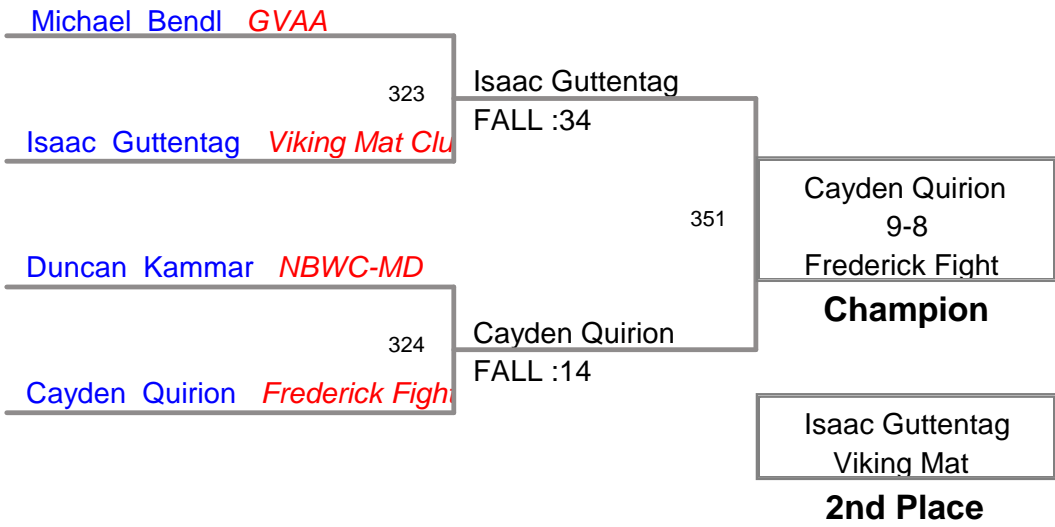 Michael Bendl GVAA
323
Isaac Guttentag
FALL :34
Isaac Guttentag Viking Mat Clu
351
Cayden Quirion
9-8
Frederick Fight
Champion
Duncan Kammar NBWC-MD
324
Cayden Quirion
FALL :14
Cayden Quirion Frederick Fight
Isaac Guttentag
Viking Mat
2nd Place